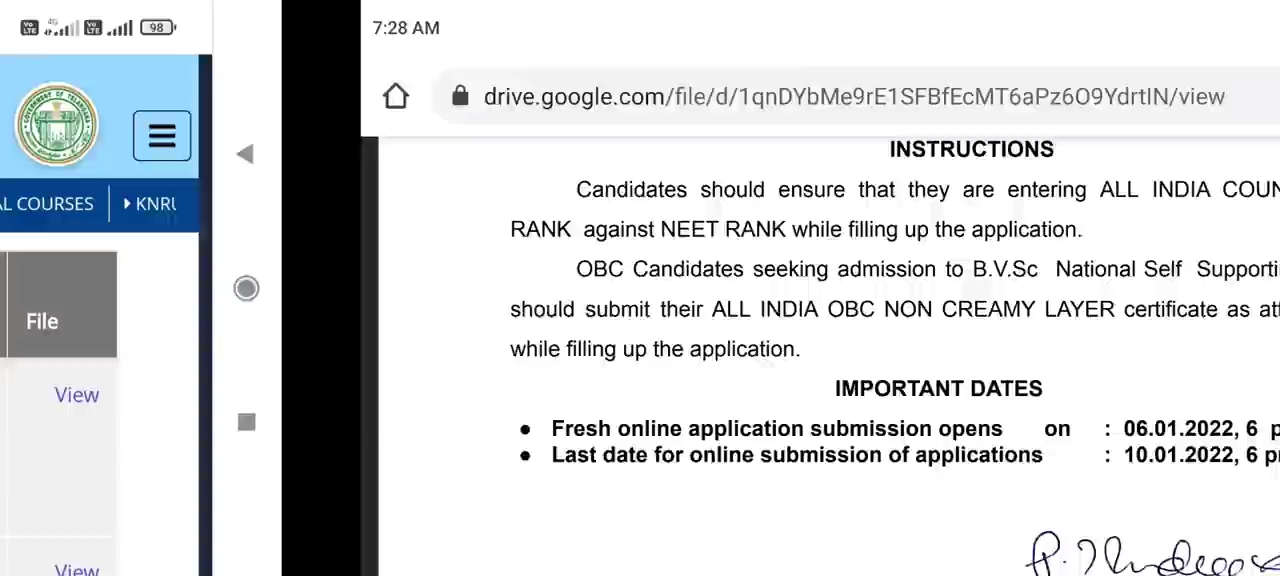 98
AL COURSES
KNRU
File
View
View
7:28 AM
drive.google.com/file/d/1qnDYbMe9rE1SFBfEcMT6aPz6O9YdrtIN/view
INSTRUCTIONS
Candidates should ensure that they are entering ALL INDIA COUN
RANK against NEET RANK while filling up the application.
OBC Candidates seeking admission to B.V.Sc National Self Supporti
should submit their ALL INDIA OBC NON CREAMY LAYER certificate as att
while filling up the application.
IMPORTANT DATES
• Fresh online application submission opens on : 06.01.2022, 6 p
• Last date for online submission of applications : 10.01.2022, 6 pm